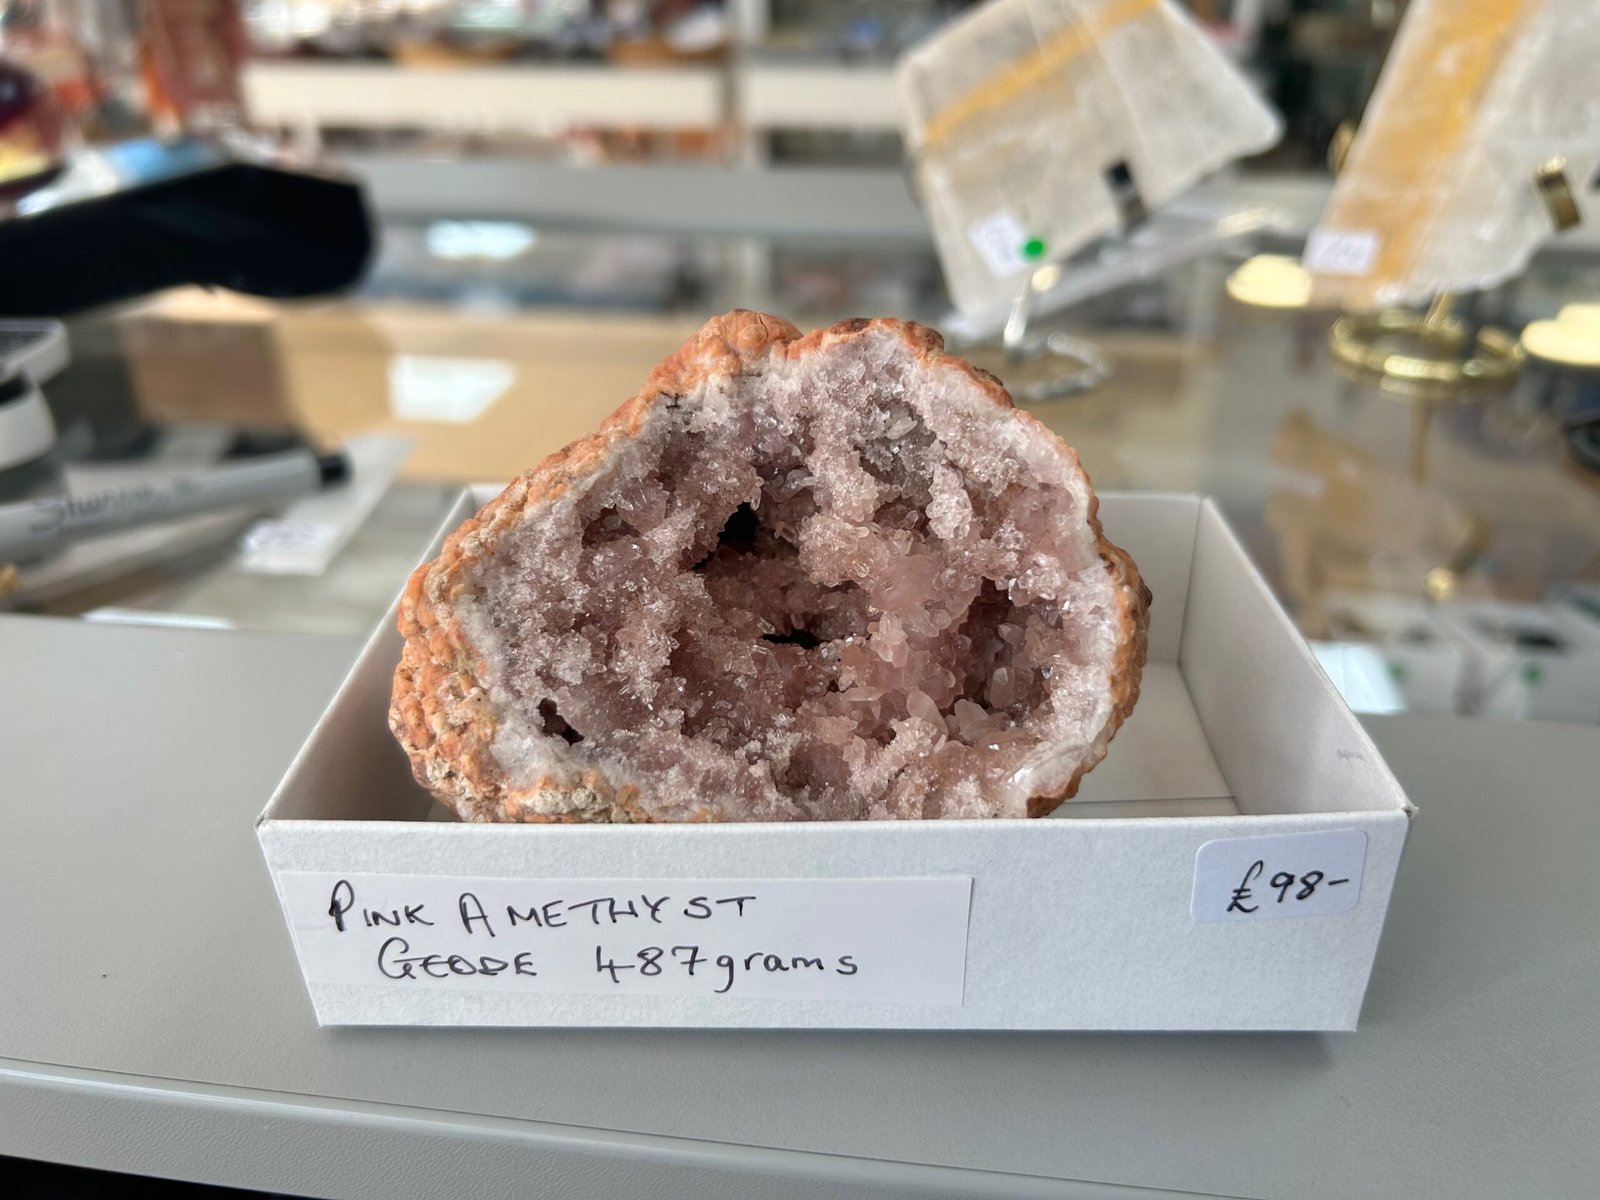 PINK AMETHYST
GEODE 487grams
£98-